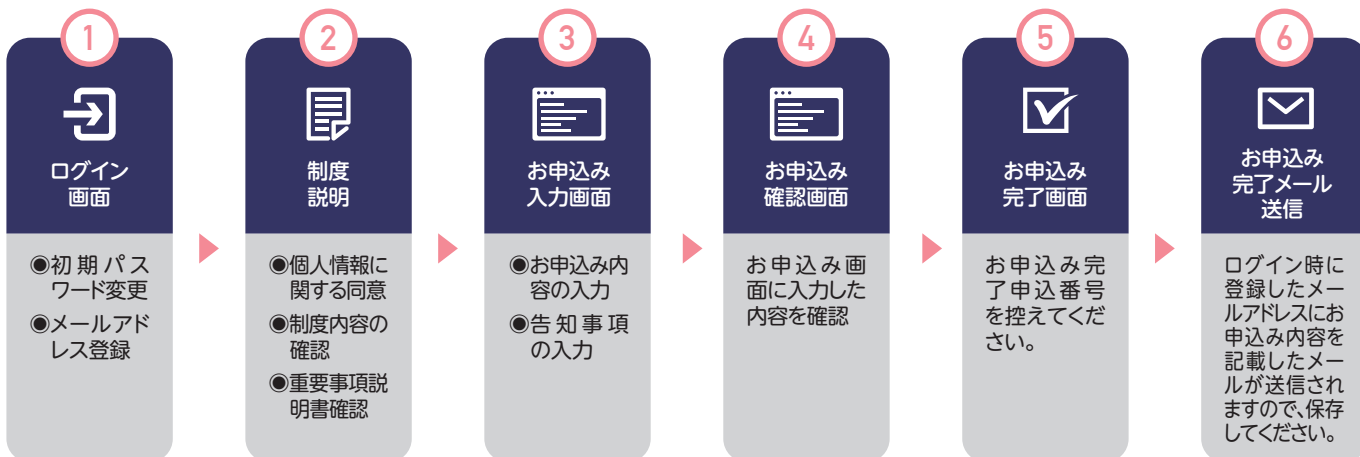 1
ログイン
画面
◉初期パス
ワード変更
◉メールアド
レス登録
2
制度
説明
◉個人情報に
関する同意
◉制度内容の
確認
◉重要事項説
明書確認
3
お申込み
入力画面
◉お申込み内
容の入力
◉告知事項
の入力
4
お申込み
確認画面
お申込み画
面に入力した
内容を確認
5
お申込み
完了画面
お申込み完
了申込番号
を控えてくだ
さい。
6
お申込み
完了メール
送信
ログイン時に
登録したメー
ルアドレスにお
申込み内容を
記載したメー
ルが送信され
ますので、保存
してください。